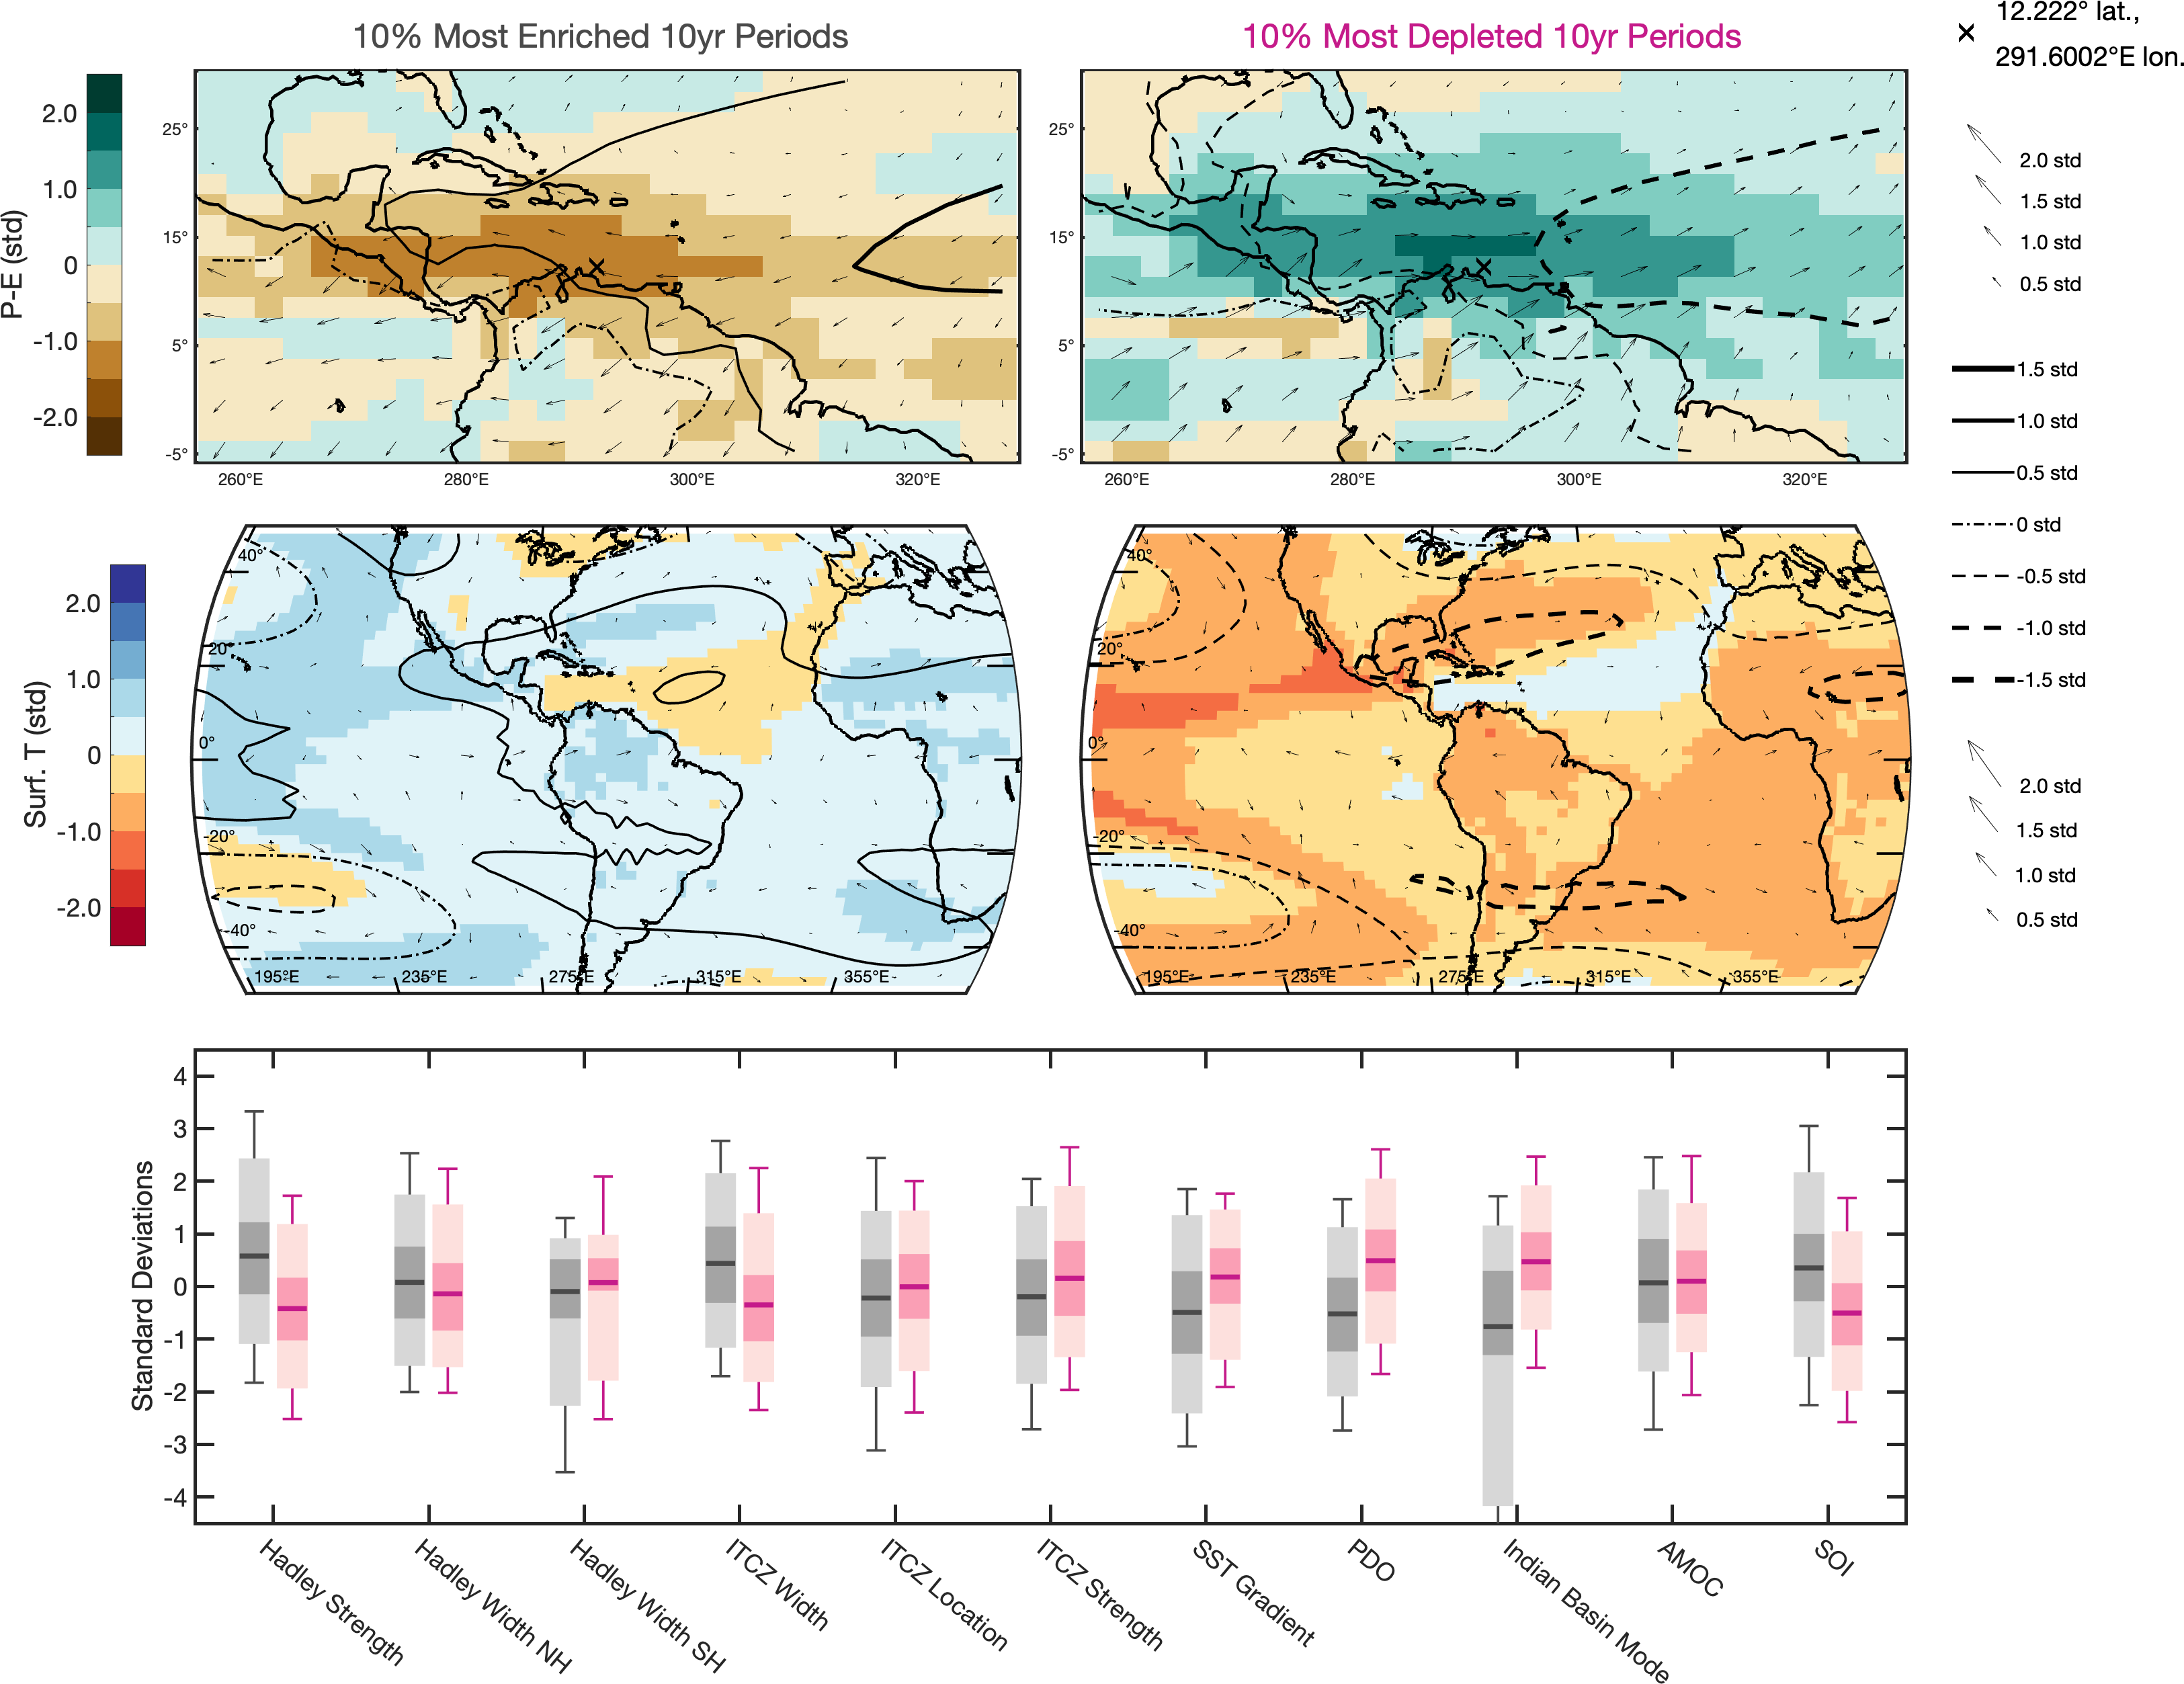 10% Most Enriched 10yr Periods
10% Most Depleted 10yr Periods
12.222° lat.,
291.6002°E lon.
P-E (std)
2.0
1.0
0
-1.0
-2.0
25°
15°
5°
-5°
260°E
280°E
300°E
320°E
25°
15°
5°
-5°
260°E
280°E
300°E
320°E
2.0 std
1.5 std
1.0 std
0.5 std
1.5 std
1.0 std
0.5 std
0 std
-0.5 std
-1.0 std
-1.5 std
Surf. T (std)
2.0
1.0
0
-1.0
-2.0
40°
20°
0°
-20°
-40°
195°E
235°E
275°E
315°E
355°E
40°
20°
0°
-20°
-40°
195°E
235°E
275°E
315°E
355°E
2.0 std
1.5 std
1.0 std
0.5 std
Standard Deviations
4
3
2
1
0
-1
-2
-3
-4
Hadley Strength
Hadley Width NH
Hadley Width SH
ITCZ Width
ITCZ Location
ITCZ Strength
SST Gradient
PDO
Indian Basin Mode
AMOC
SOI